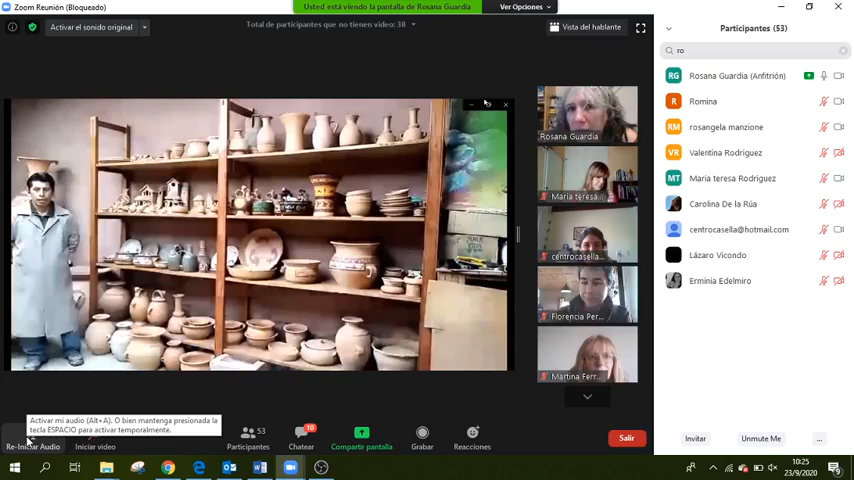 Zoom Reunión (Bloqueado)
Usted está viendo la pantalla de Rosana Guardia
Ver Opciones
Activar el sonido original
Total de participantes que no tienen video: 38
Vista del hablante
Participantes (53)
ro
RG Rosana Guardia (Anfitrión)
R Romina
RM rosangela manzione
VR Valentina Rodriguez
MT Maria teresa Rodriguez
Carolina De la Rúa
centrocasella@hotmail.com
Lázaro Vicondo
Erminia Edelmiro
Rosana Guardia
Maria teresa...
centrocasella...
Florencia Per...
Martina Ferr...
Activar mi audio (Alt+A). O bien mantenga presionada la
tecla ESPACIO para activar temporalmente.
Re-Iniciar Audio
Iniciar video
53
Participantes
10
Chatear
Compartir pantalla
Grabar
Reacciones
Salir
Invitar
Unmute Me
...
10:25
23/9/2020